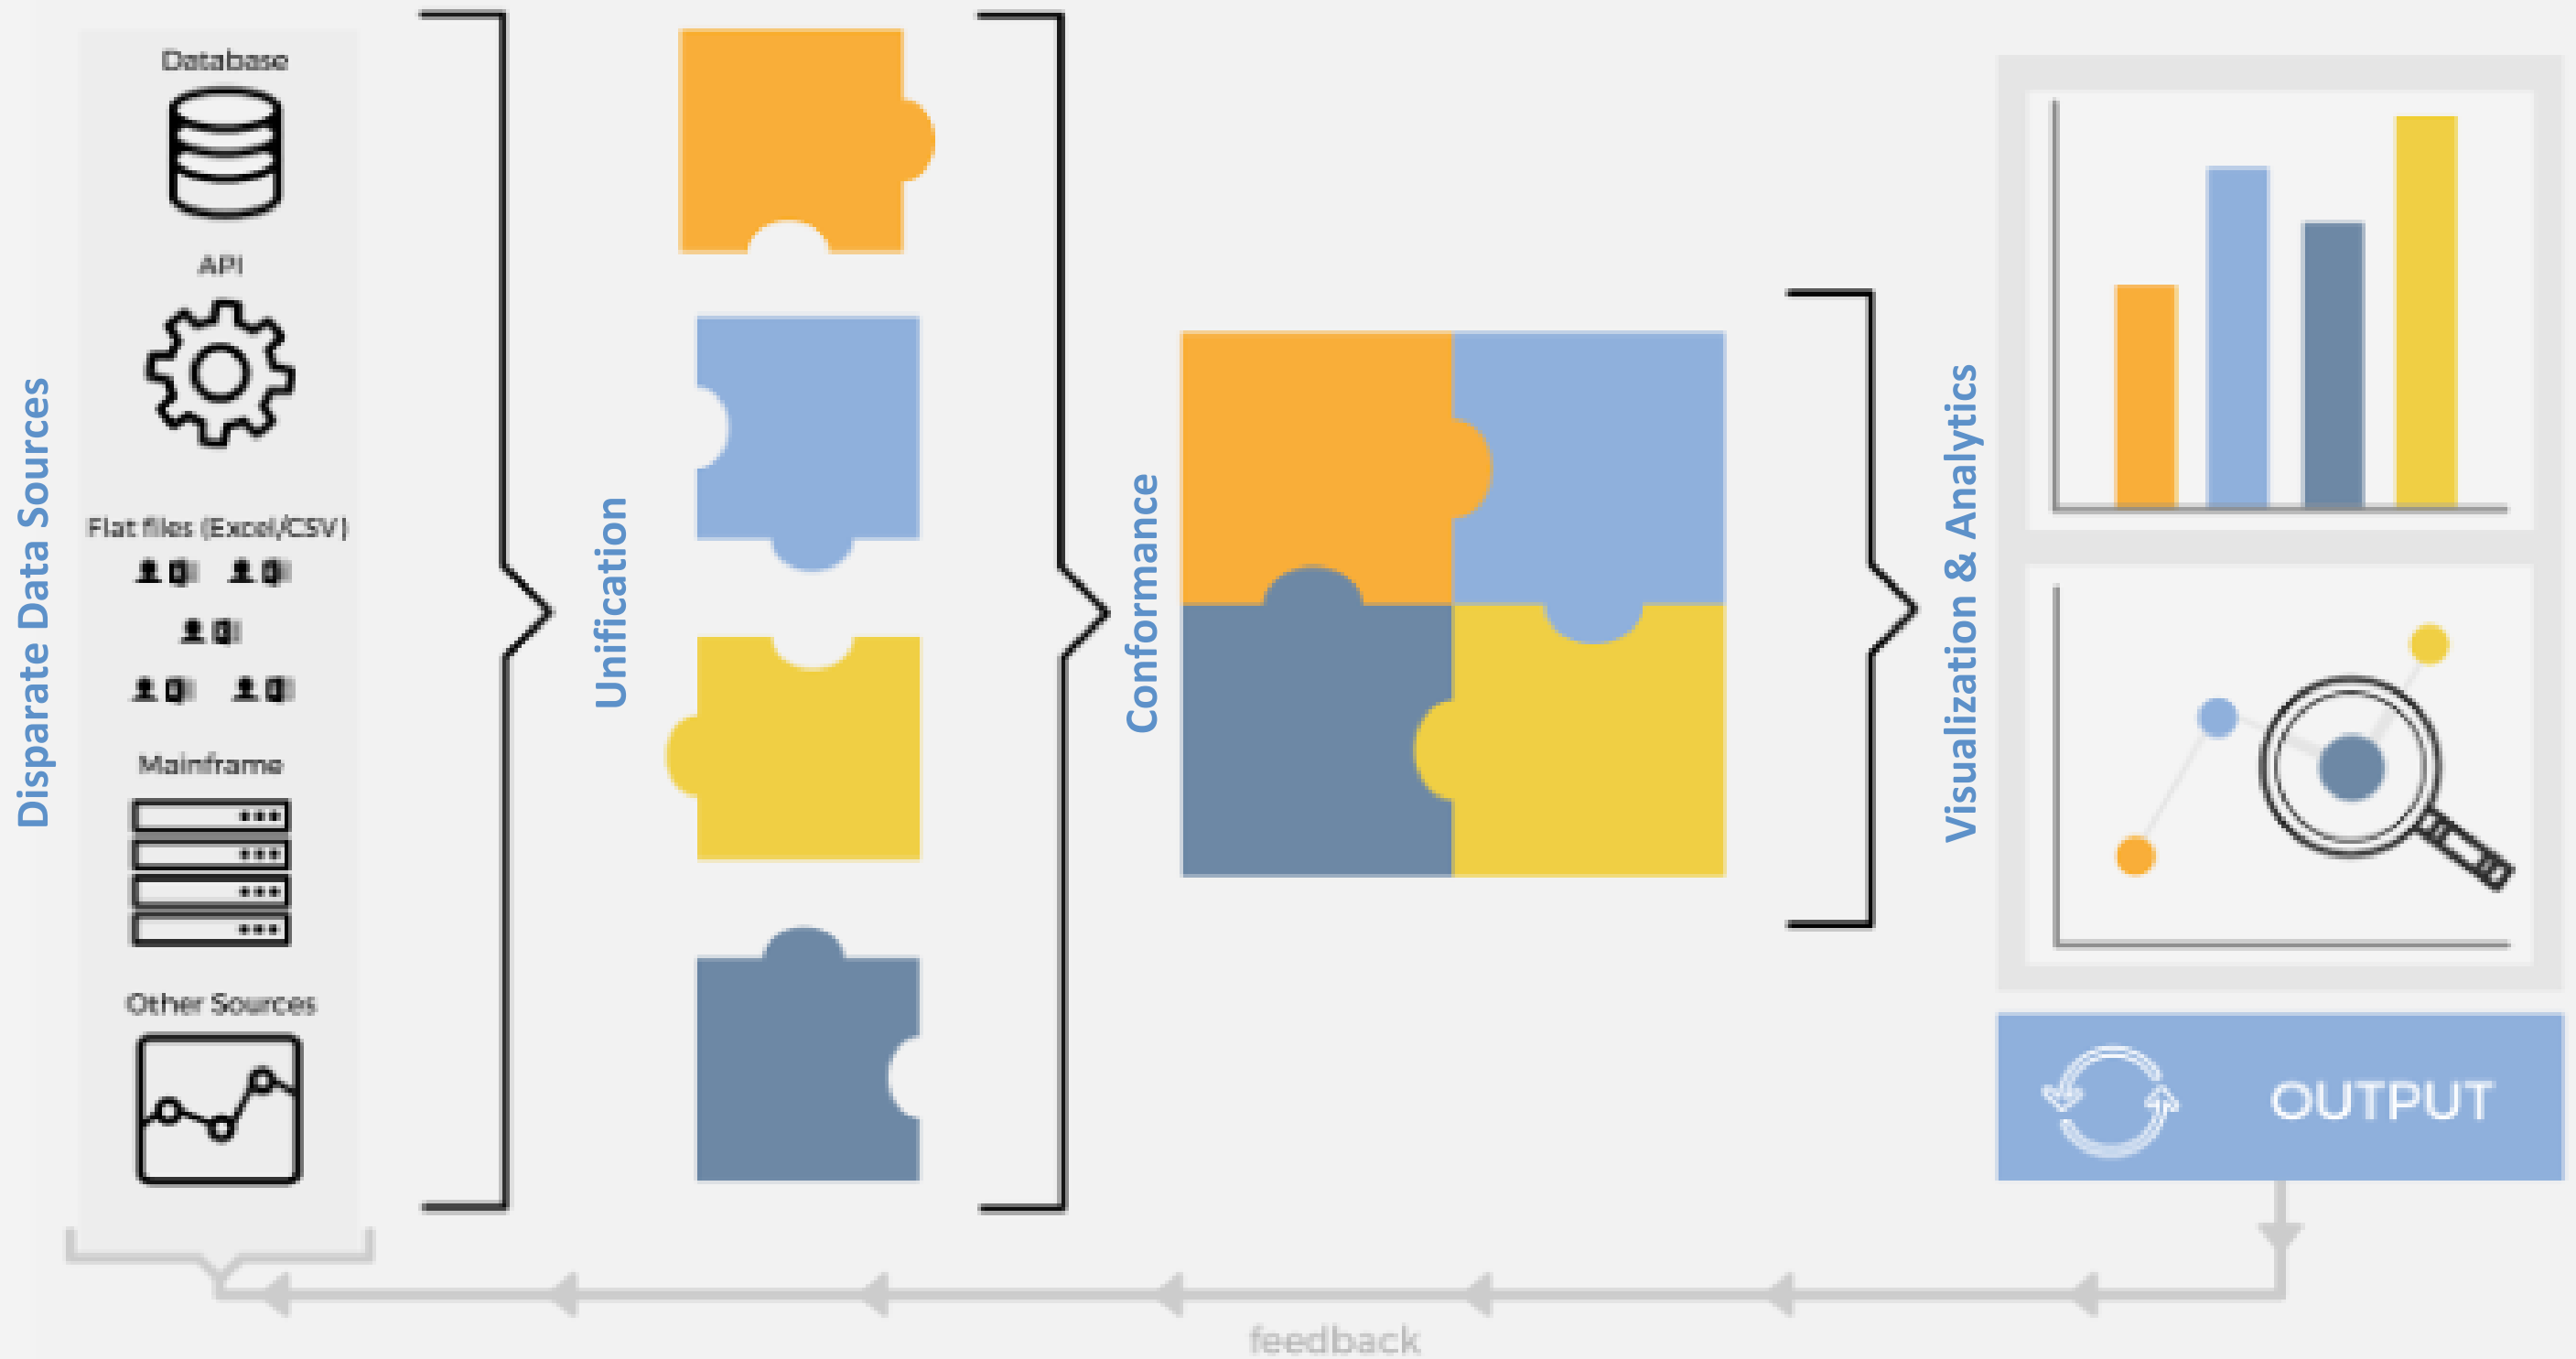 Disparate Data Sources
Database
API
Flat files (Excel/CSV)
Mainframe
Other Sources
Unification
Conformance
Visualization & Analytics
OUTPUT
feedback